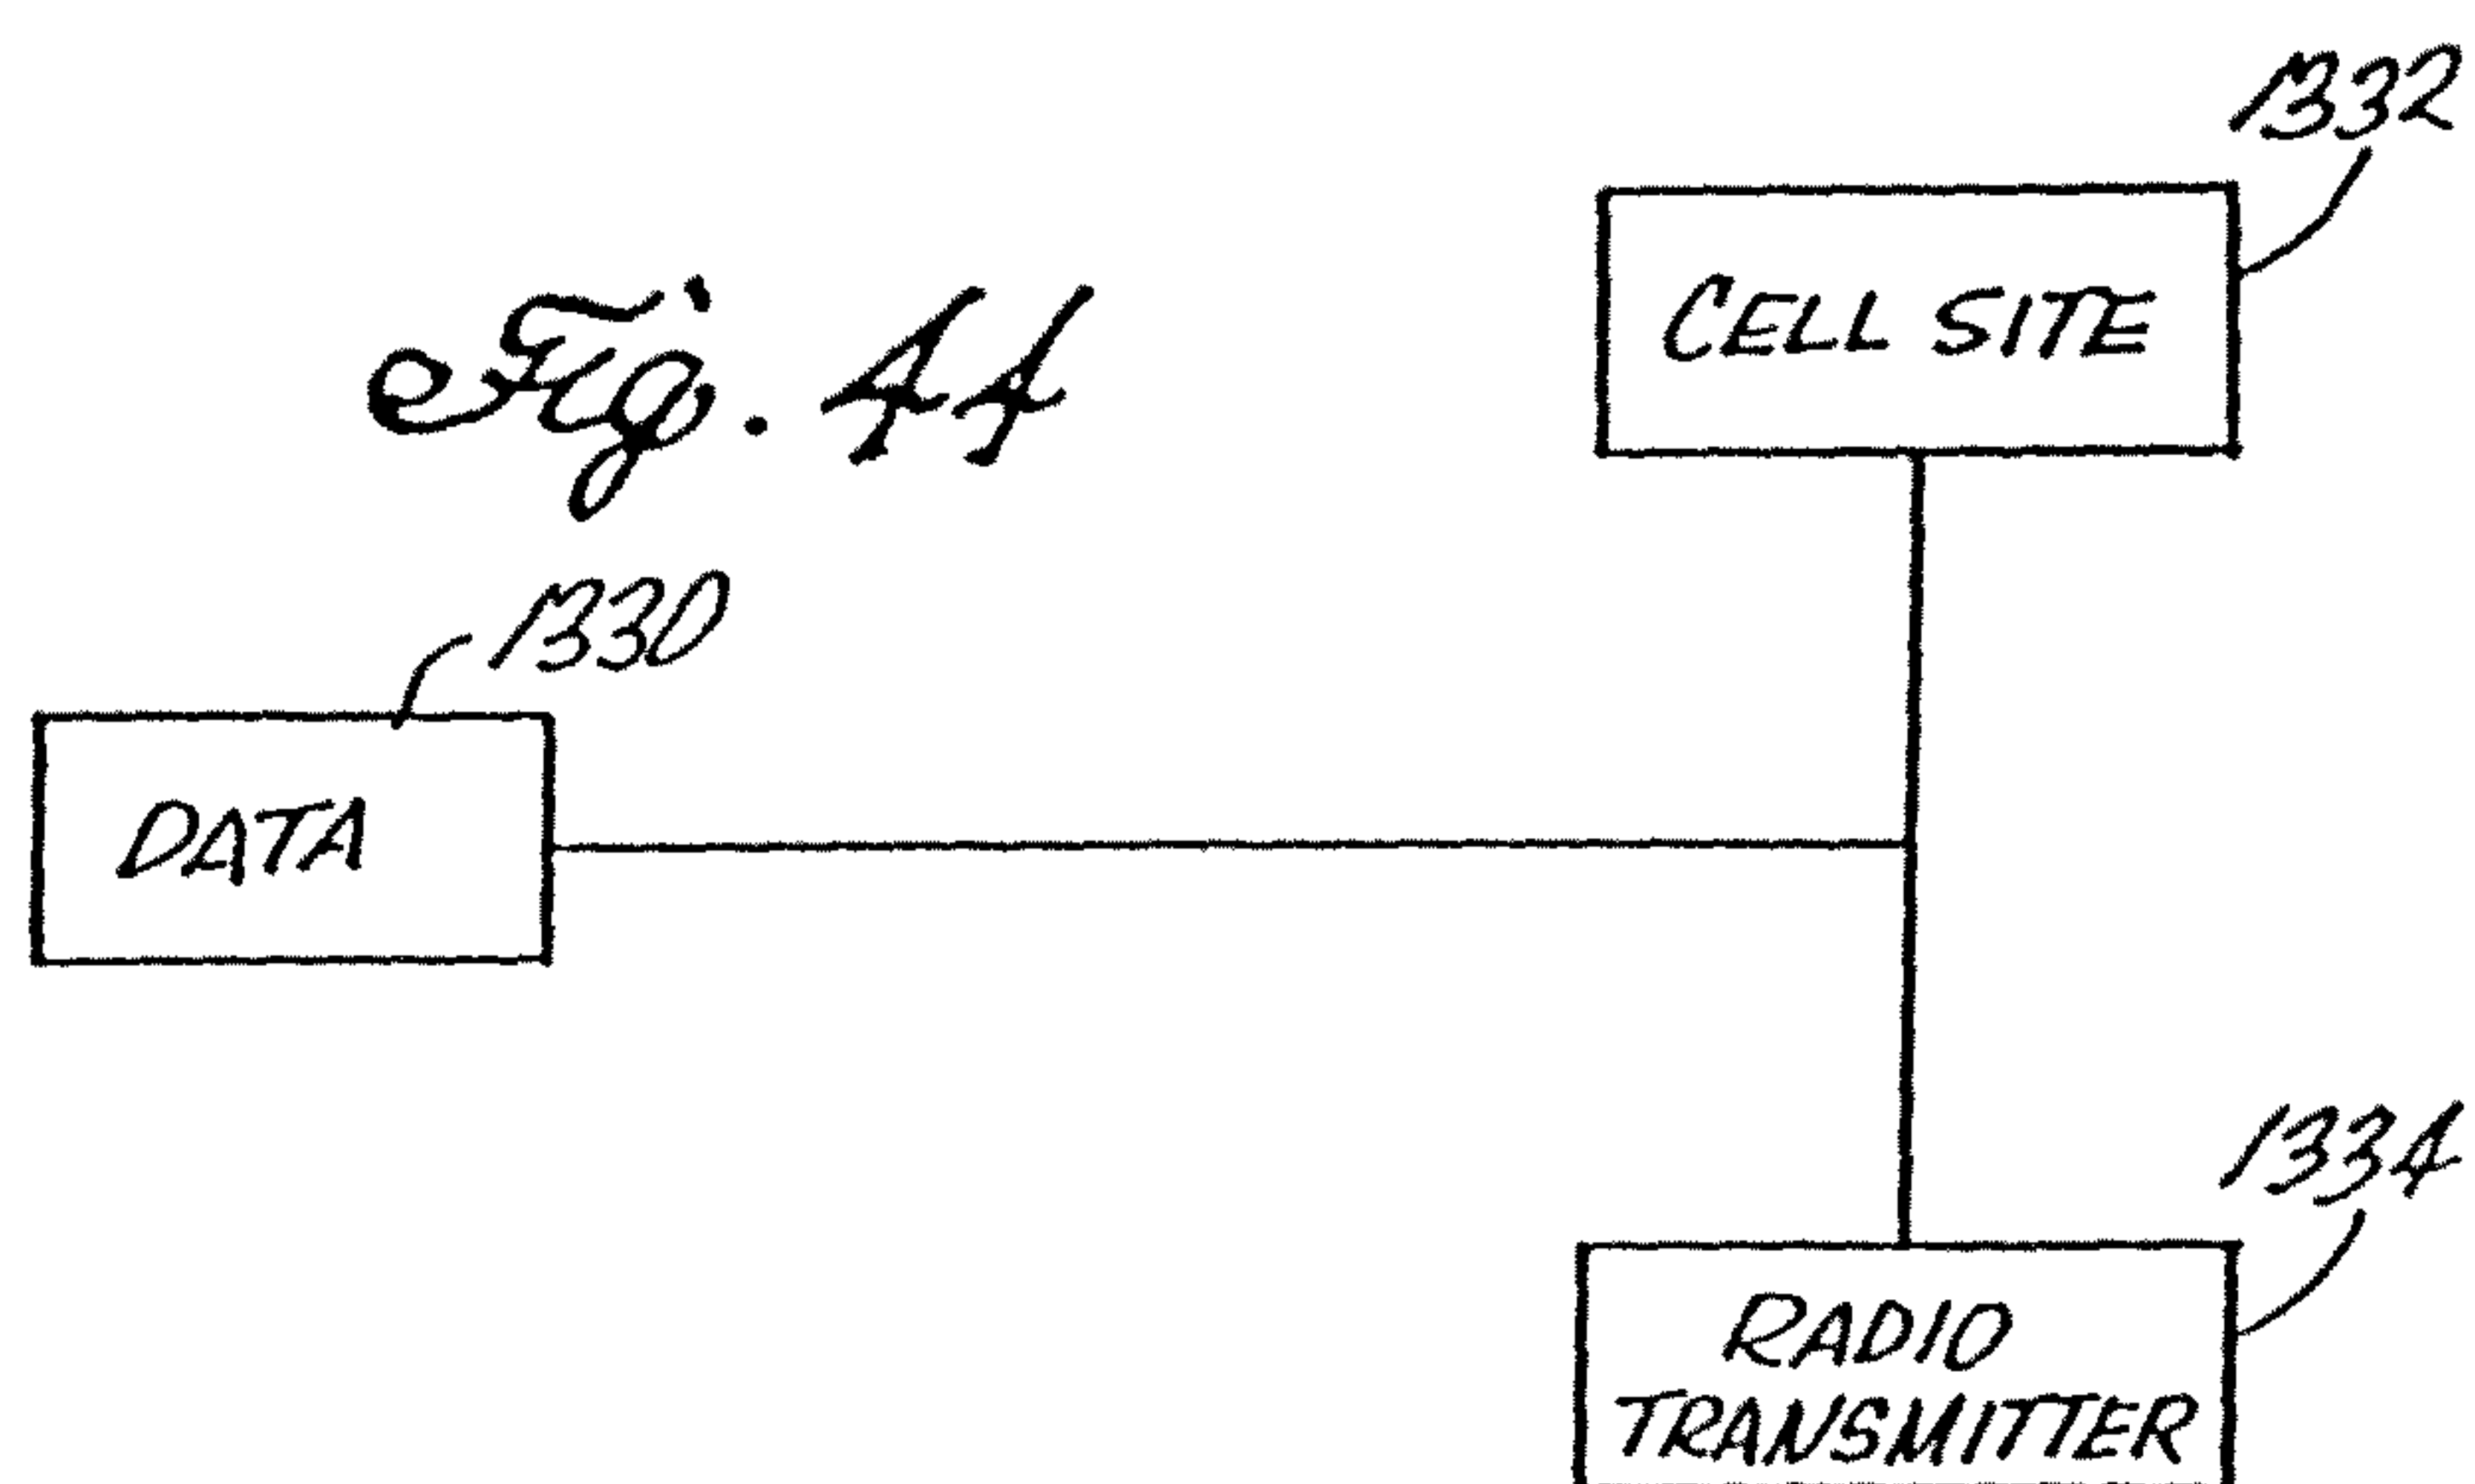 1332
CELL SITE
Fig. 44
1330
DATA
1334
RADIO
TRANSMITTER